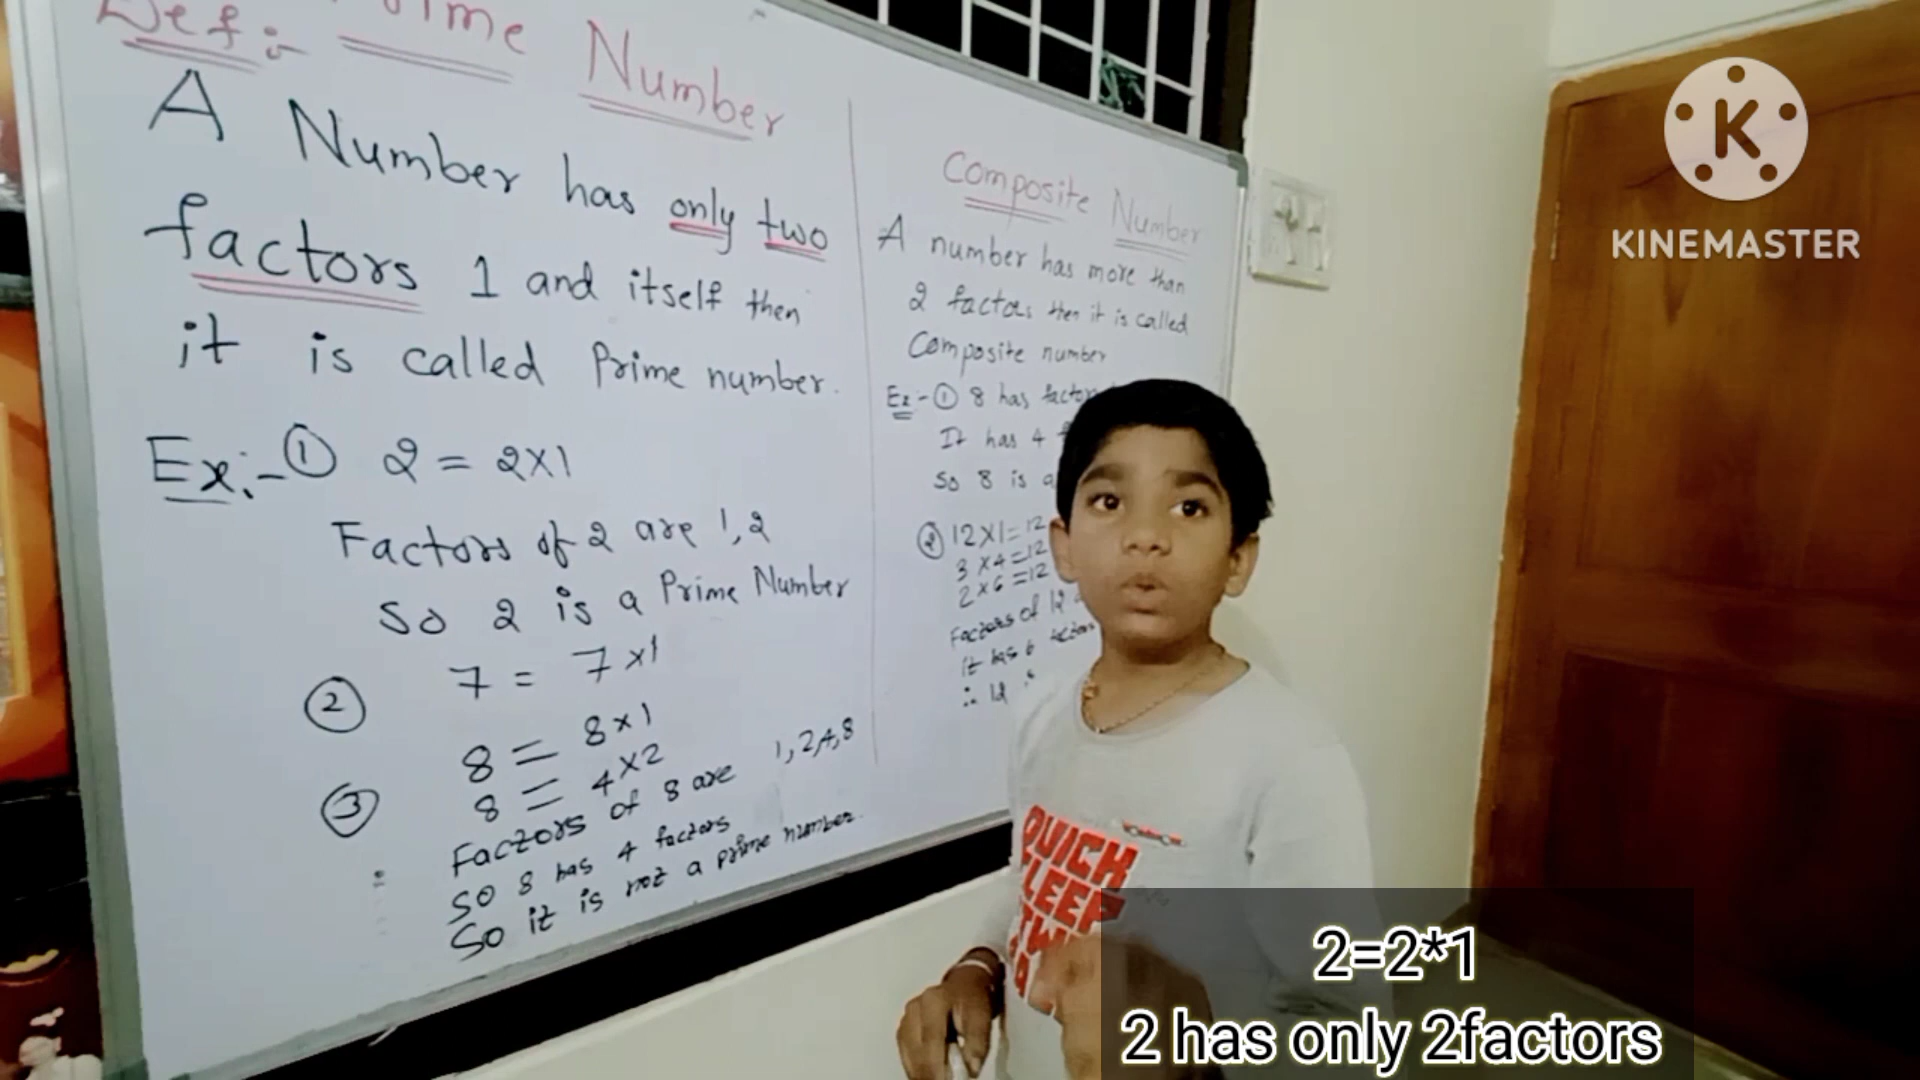 Def:- Prime Number
A Number has only two
factors 1 and itself then
it is called Prime number.
Ex:- ① 2 = 2x1
Factors of 2 are 1,2
So 2 is a Prime Number
② 7 = 7x1
③ 8 = 8x1
8 = 4x2
Factors of 8 are 1,2,4,8
So 8 has 4 factors
So it is not a prime number.
Composite Number
A number has more than
2 factors then it is called
Composite number
Ex:- ① 8 has
It has 4
So 8 is a
② 12x1=12
3x4=12
2x6=12
Factors of 12
it has 6
∴ 12
QUICK
K
KINEMASTER
2=2*1
2 has only 2factors